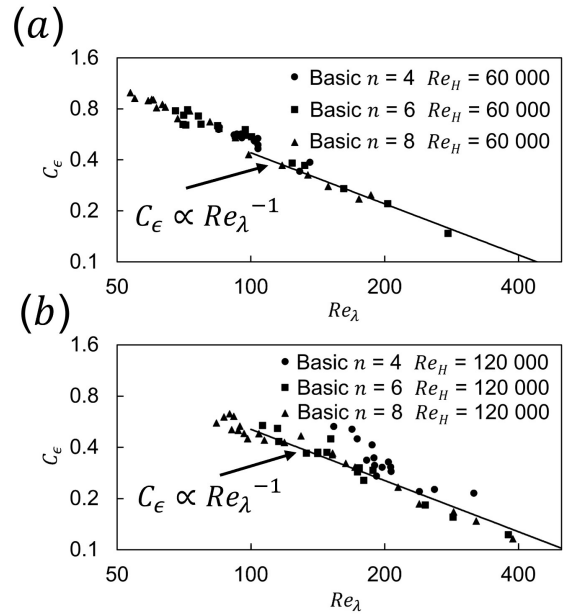 (a)
1.6
0.8
0.4
0.2
0.1
C_ϵ
Basic n = 4 Re_H = 60 000
Basic n = 6 Re_H = 60 000
Basic n = 8 Re_H = 60 000
C_ϵ ∝ Re_λ⁻¹
50 100 200 400
Re_λ
(b)
1.6
0.8
0.4
0.2
0.1
C_ϵ
Basic n = 4 Re_H = 120 000
Basic n = 6 Re_H = 120 000
Basic n = 8 Re_H = 120 000
C_ϵ ∝ Re_λ⁻¹
50 100 200 400
Re_λ